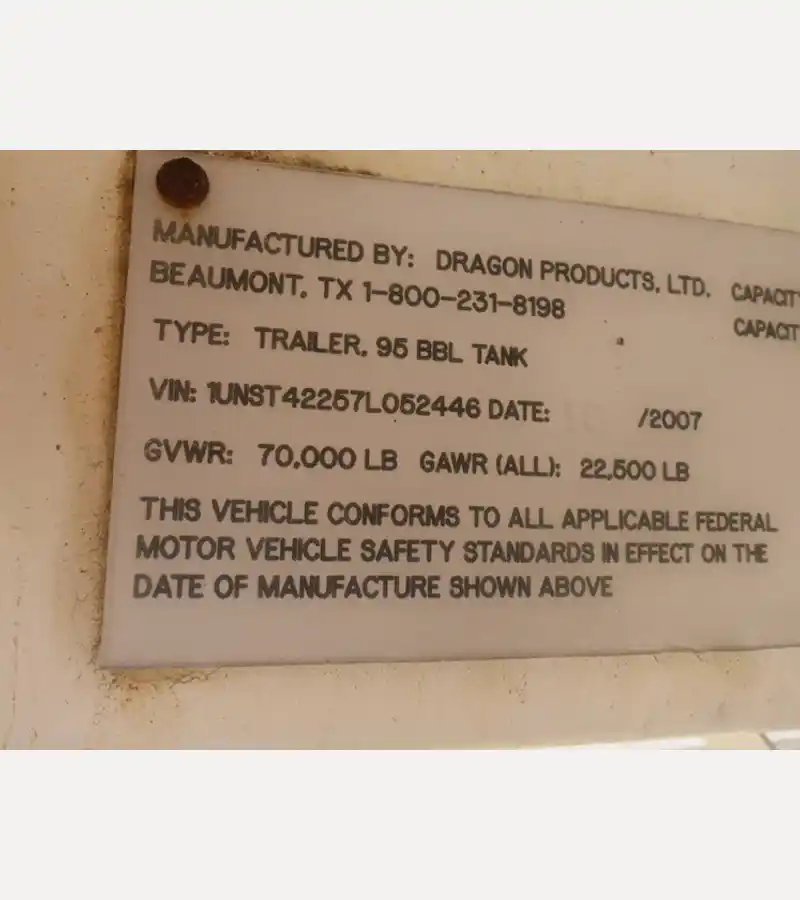 MANUFACTURED BY: DRAGON PRODUCTS, LTD. CAPACIT
BEAUMONT, TX 1-800-231-8198 CAPACIT
TYPE: TRAILER, 95 BBL TANK
VIN: 1UNST42257L052446 DATE: /2007
GVWR: 70,000 LB GAWR (ALL): 22,500 LB
THIS VEHICLE CONFORMS TO ALL APPLICABLE FEDERAL
MOTOR VEHICLE SAFETY STANDARDS IN EFFECT ON THE
DATE OF MANUFACTURE SHOWN ABOVE